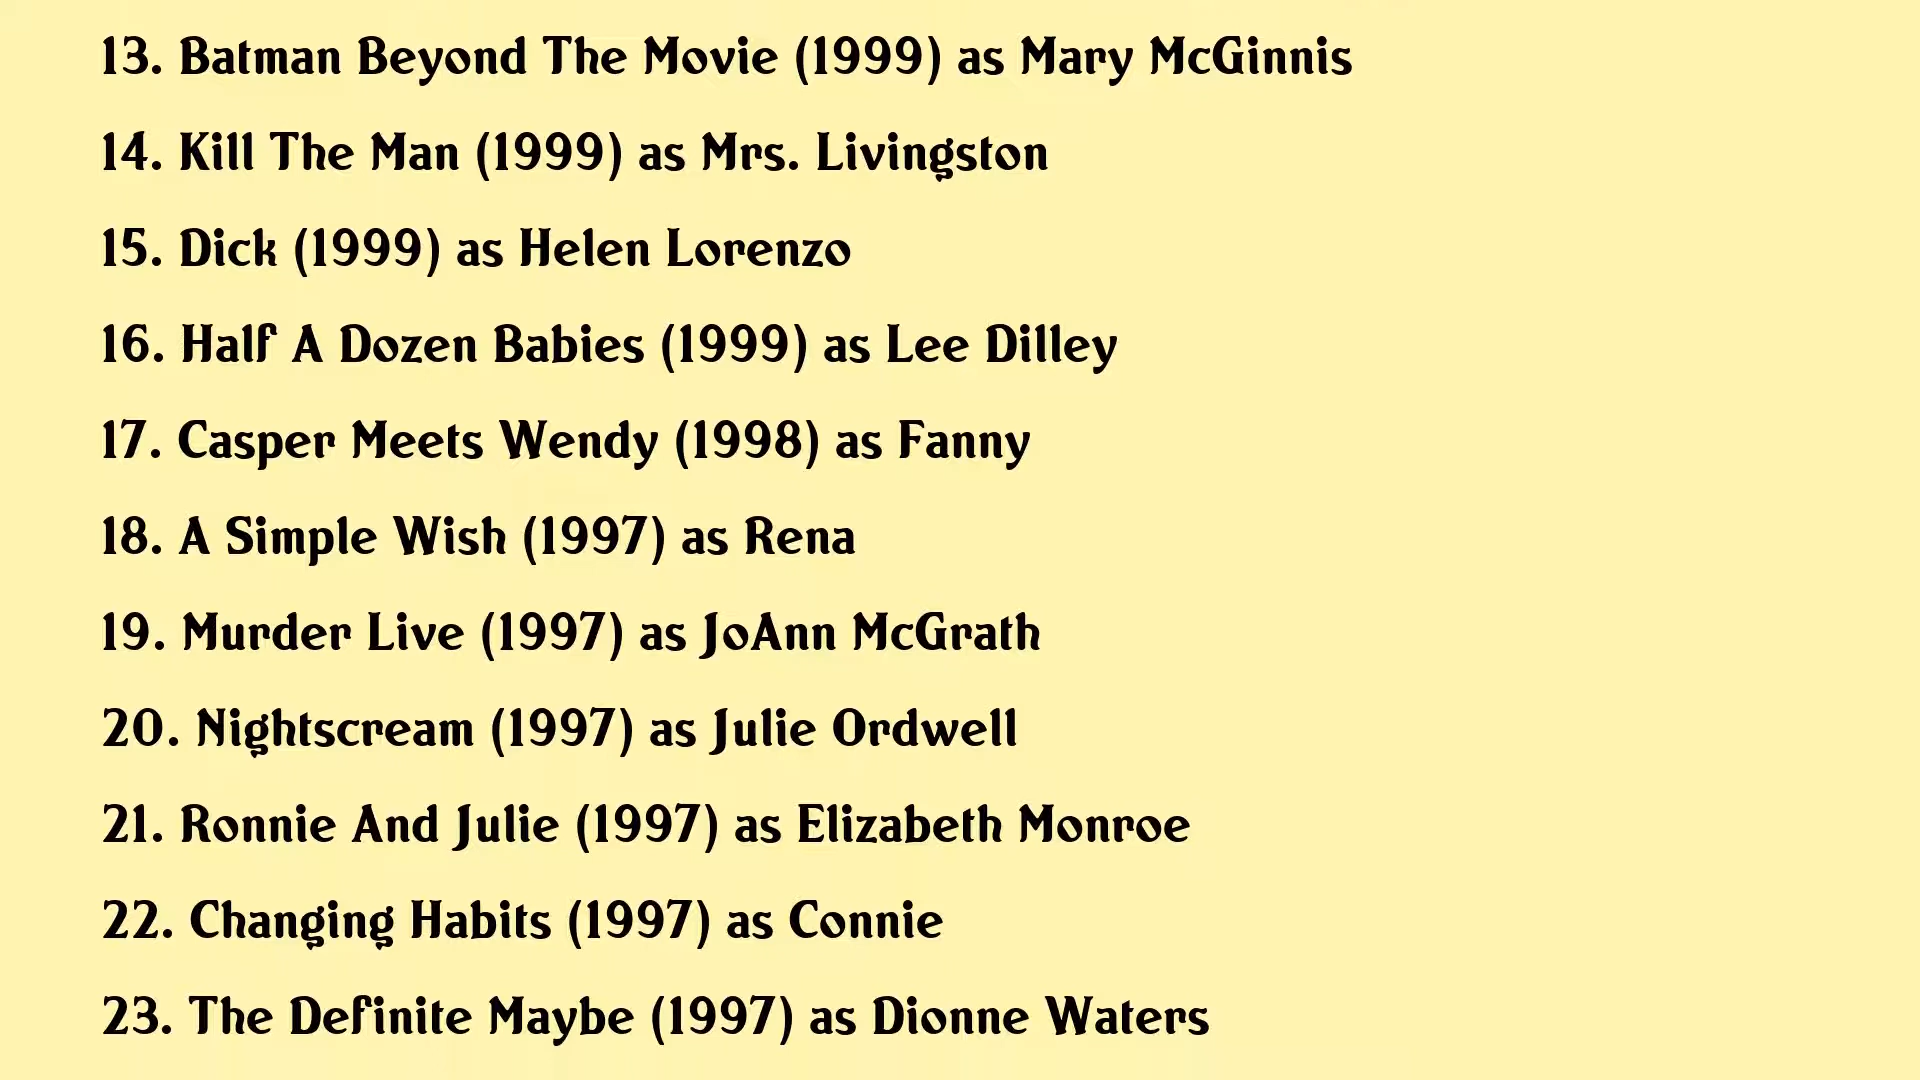 13. Batman Beyond The Movie (1999) as Mary McGinnis
14. Kill The Man (1999) as Mrs. Livingston
15. Dick (1999) as Helen Lorenzo
16. Half A Dozen Babies (1999) as Lee Dilley
17. Casper Meets Wendy (1998) as Fanny
18. A Simple Wish (1997) as Rena
19. Murder Live (1997) as JoAnn McGrath
20. Nightscream (1997) as Julie Ordwell
21. Ronnie And Julie (1997) as Elizabeth Monroe
22. Changing Habits (1997) as Connie
23. The Definite Maybe (1997) as Dionne Waters